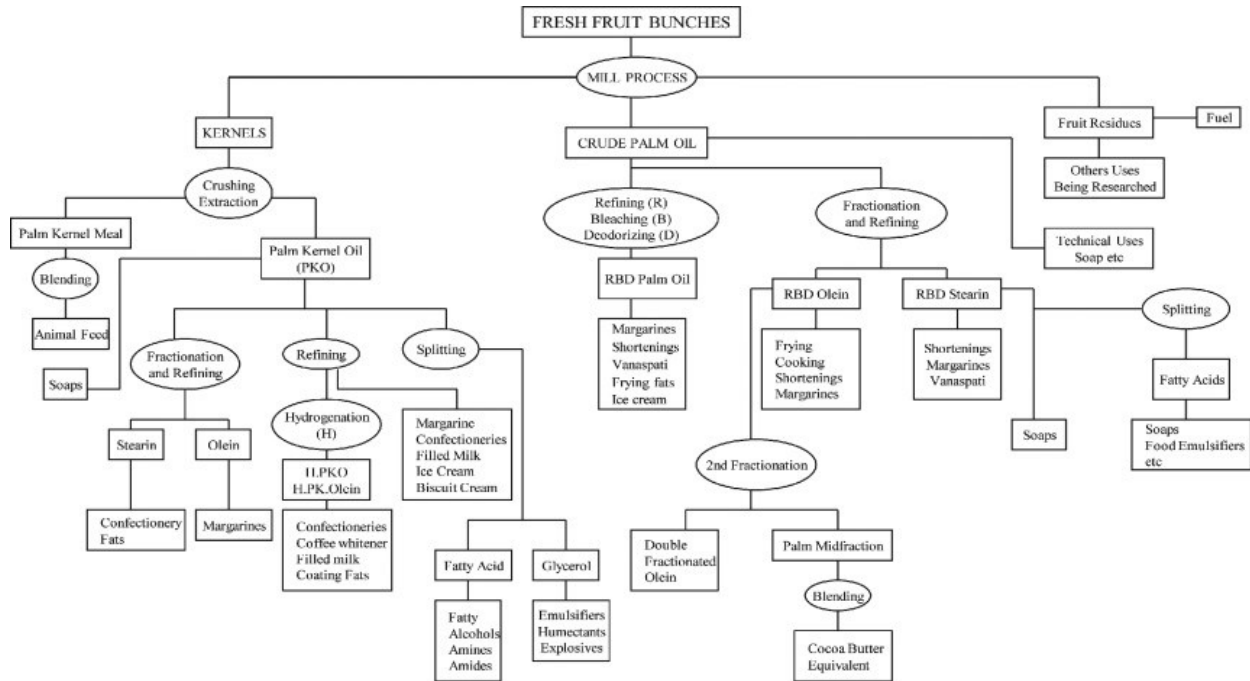 FRESH FRUIT BUNCHES
MILL PROCESS
KERNELS
CRUDE PALM OIL
Fruit Residues
Fuel
Others Uses
Being Researched
Crushing
Extraction
Refining (R)
Bleaching (B)
Deodorizing (D)
Fractionation
and Refining
Technical Uses
Soap etc
Palm Kernel Meal
Palm Kernel Oil
(PKO)
Blending
Animal Feed
RBD Palm Oil
RBD Olein
RBD Stearin
Splitting
Margarines
Shortenings
Vanaspati
Frying fats
Ice cream
Frying
Cooking
Shortenings
Margarines
Shortenings
Margarines
Vanaspati
Fatty Acids
Soaps
Soaps
Food Emulsifiers
etc
Soaps
Fractionation
and Refining
Refining
Splitting
Hydrogenation
(H)
Margarine
Confectioneries
Filled Milk
Ice Cream
Biscuit Cream
Stearin
Olein
H.PKO
H.PK.Olein
Confectionery
Fats
Margarines
Confectioneries
Coffee whitener
Filled milk
Coating Fats
2nd Fractionation
Double
Fractionated
Olein
Palm Midfraction
Blending
Cocoa Butter
Equivalent
Fatty Acid
Glycerol
Fatty
Alcohols
Amines
Amides
Emulsifiers
Humectants
Explosives